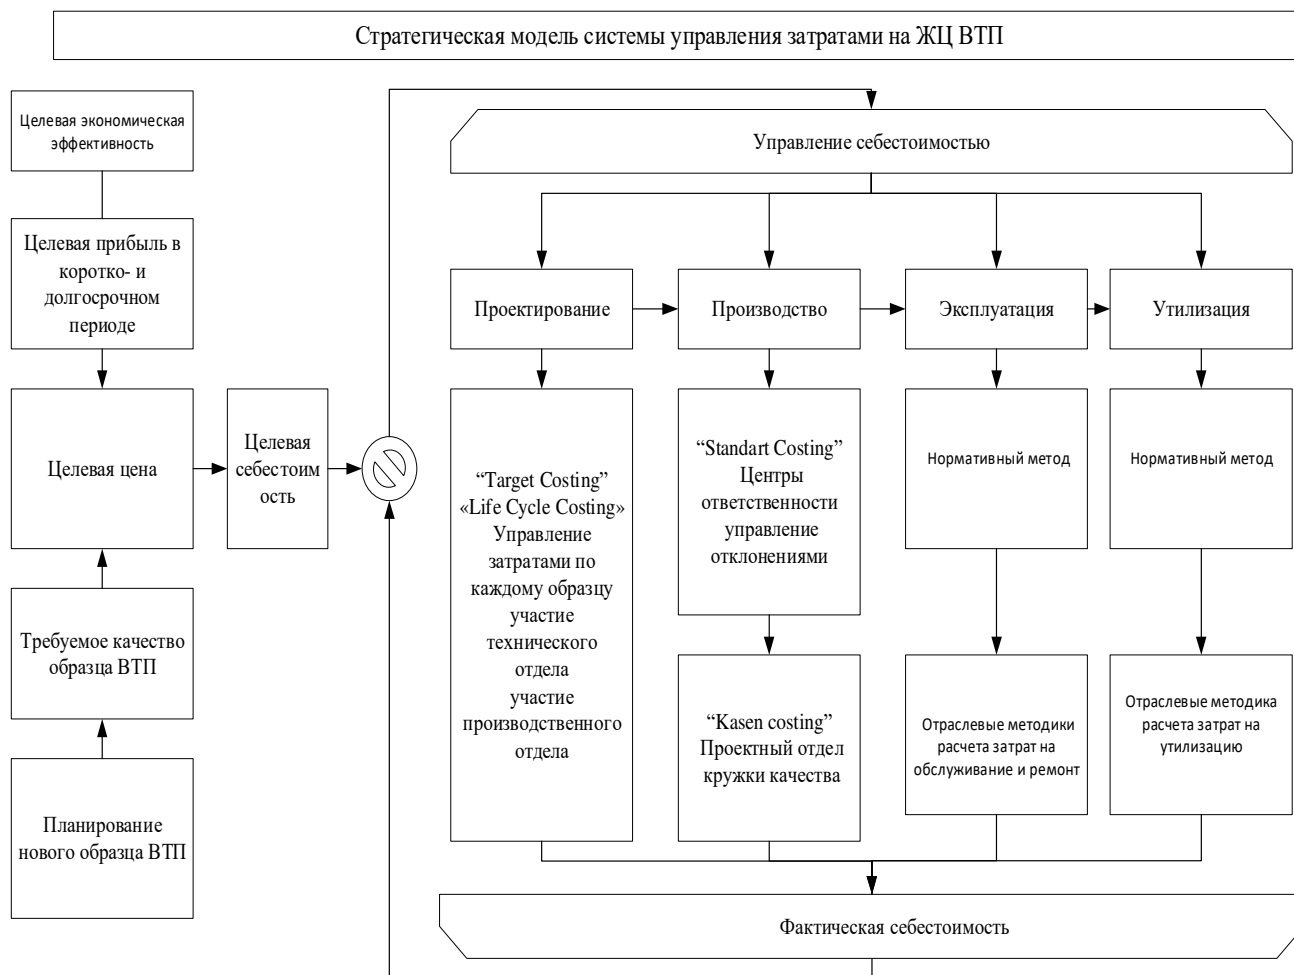 Стратегическая модель системы управления затратами на ЖЦ ВТП
Целевая экономическая
эффективность
Целевая прибыль в
коротко- и
долгосрочном
периоде
Целевая цена
Целевая
себестоим
ость
Требуемое качество
образца ВТП
Планирование
нового образца ВТП
Управление себестоимостью
Проектирование
Производство
Эксплуатация
Утилизация
“Target Costing”
«Life Cycle Costing»
Управление
затратами по
каждому образцу
участие
технического
отдела
участие
производственного
отдела
“Standart Costing”
Центры
ответственности
управление
отклонениями
“Kasen costing”
Проектный отдел
кружки качества
Нормативный метод
Отраслевые методики
расчета затрат на
обслуживание и ремонт
Нормативный метод
Отраслевые методика
расчета затрат на
утилизацию
Фактическая себестоимость